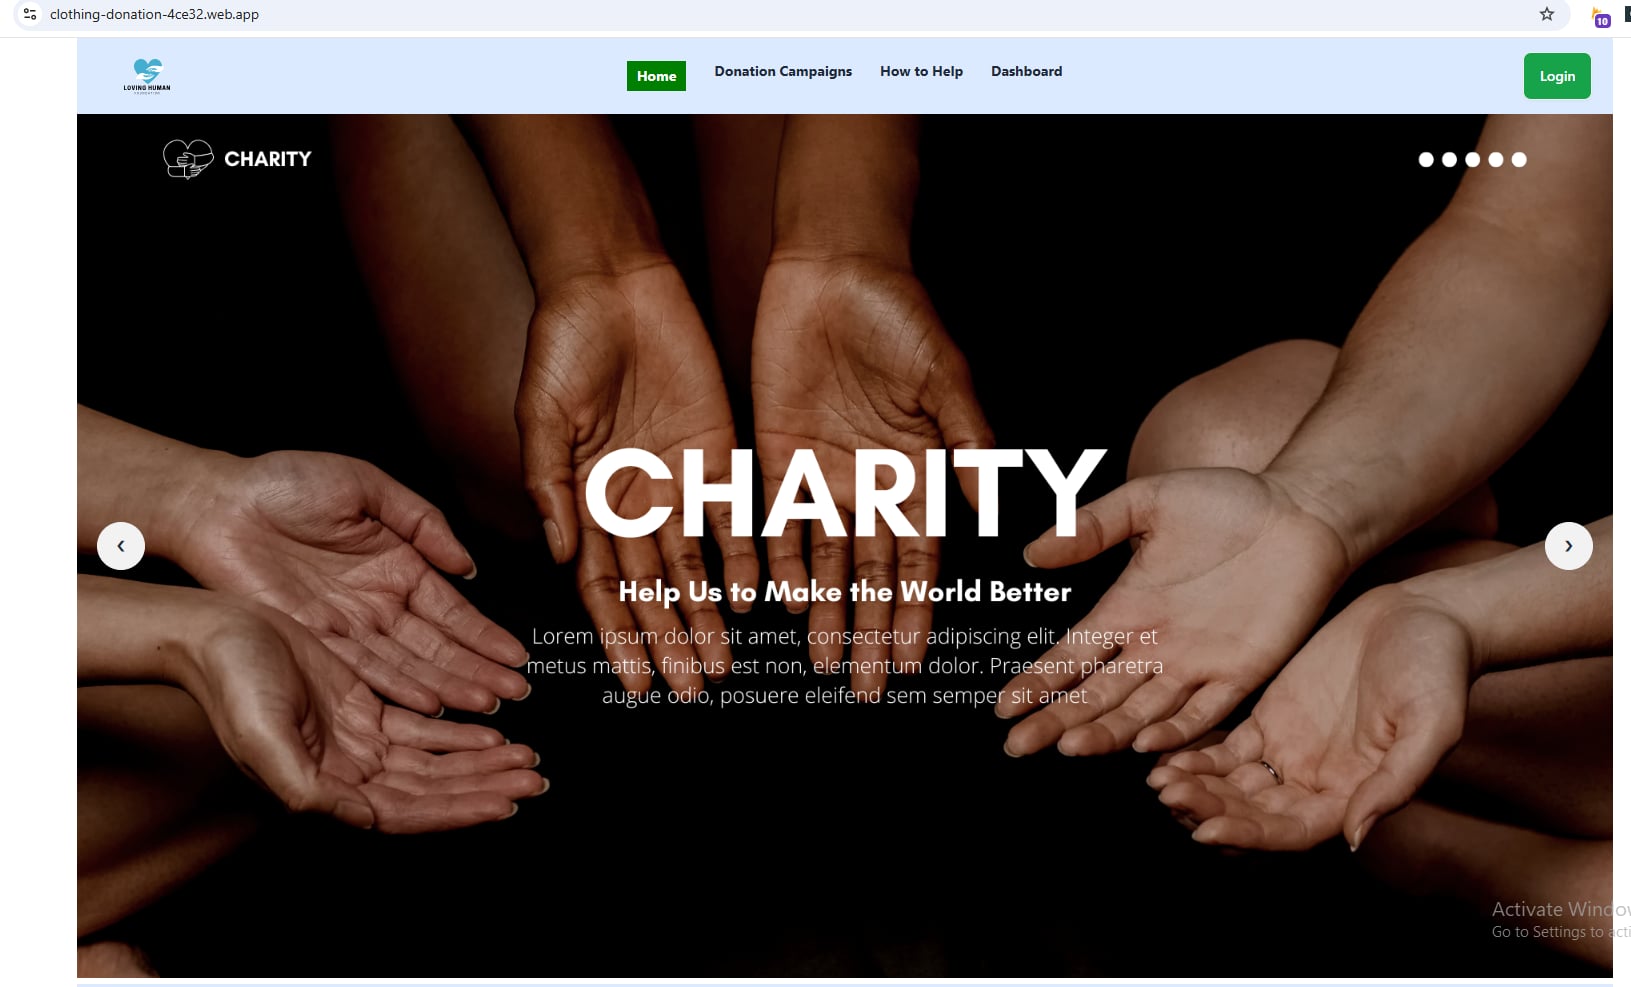 clothing-donation-4ce32.web.app
10
LOVING HUMAN
Home
Donation Campaigns
How to Help
Dashboard
Login
CHARITY
CHARITY
Help Us to Make the World Better
Lorem ipsum dolor sit amet, consectetur adipiscing elit. Integer et
metus mattis, finibus est non, elementum dolor. Praesent pharetra
augue odio, posuere eleifend sem semper sit amet
Activate Window
Go to Settings to acti